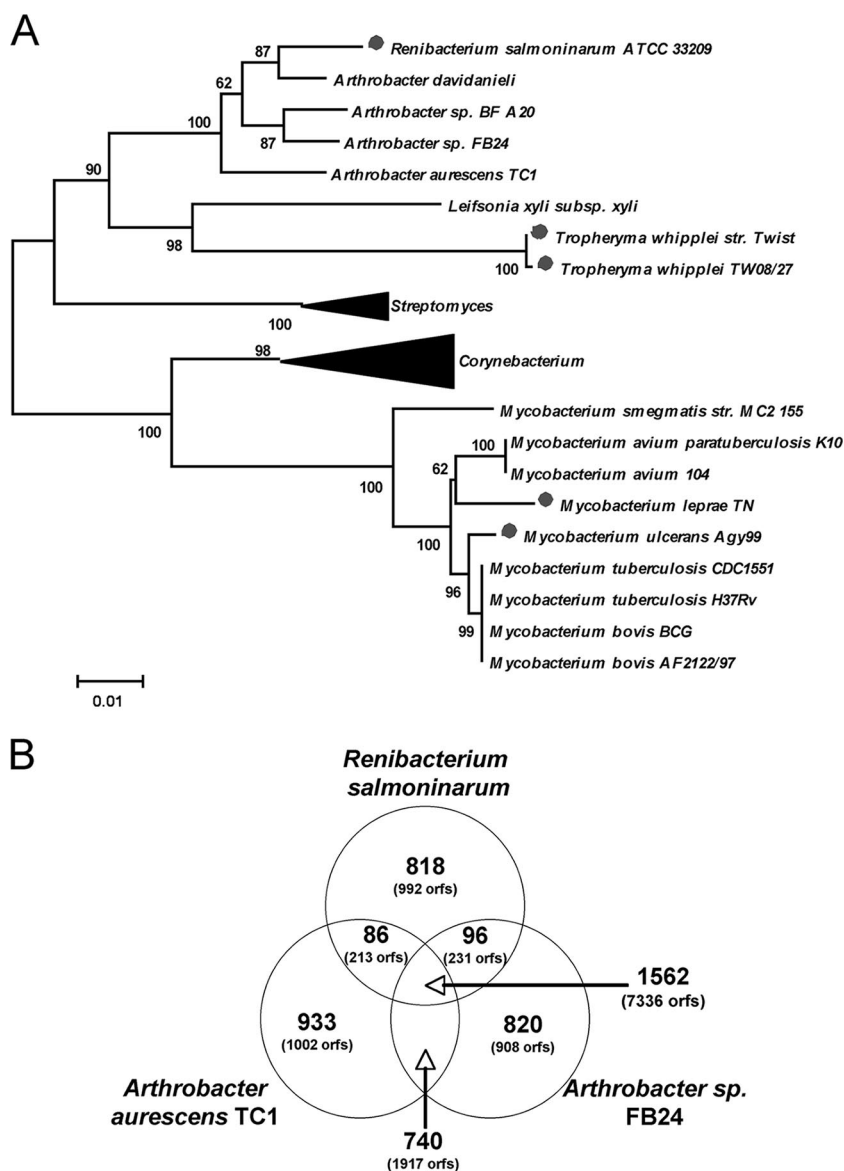 A
87
Renibacterium salmoninarum ATCC 33209
62
Arthrobacter davidanieli
Arthrobacter sp. BF A20
100
87
Arthrobacter sp. FB24
90
Arthrobacter aurescens TC1
Leifsonia xyli subsp. xyli
98
Tropheryma whipplei str. Twist
100
Tropheryma whipplei TW08/27
Streptomyces
100
98
Corynebacterium
100
Mycobacterium smegmatis str. MC2 155
100
Mycobacterium avium paratuberculosis K10
62
Mycobacterium avium 104
100
Mycobacterium leprae TN
100
Mycobacterium ulcerans Agy99
Mycobacterium tuberculosis CDC1551
96
Mycobacterium tuberculosis H37Rv
99
Mycobacterium bovis BCG
Mycobacterium bovis AF2122/97
0.01
B
Renibacterium
salmoninarum
818
(992 orfs)
86
(213 orfs)
96
(231 orfs)
1562
(7336 orfs)
933
(1002 orfs)
820
(908 orfs)
Arthrobacter
aurescens TC1
Arthrobacter sp.
FB24
740
(1917 orfs)